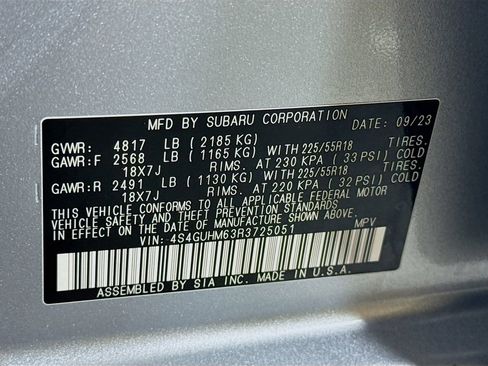 MFD BY SUBARU CORPORATION DATE 09/23
GVWR: 4817 LB (2185 KG)
GAWR:F 2568 LB (1165 KG) WITH 225/55R18 TIRES.
18X7J RIMS. AT 230 KPA (33 PSI) COLD
GAWR:R 2491 LB (1130 KG) WITH 225/55R18 TIRES.
18X7J RIMS. AT 220 KPA (32 PSI) COLD
THIS VEHICLE CONFORMS TO ALL APPLICABLE FEDERAL MOTOR
VEHICLE SAFETY AND THEFT PREVENTION STANDARDS IN EFFECT
ON THE DATE OF MANUFACTURE SHOWN ABOVE.
VIN: 4S4GUHM63R3725051 MPV
ASSEMBLED BY SIA INC. MADE IN U.S.A.